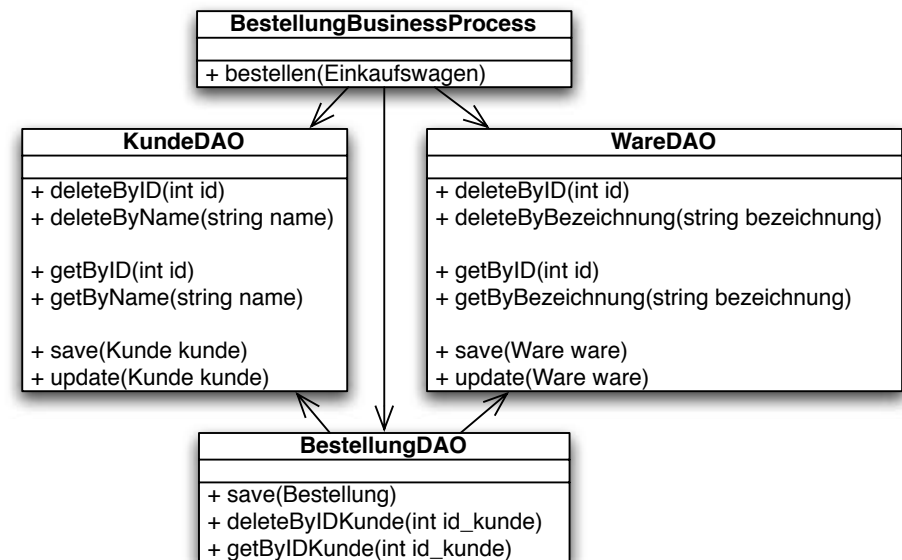 BestellungBusinessProcess
+ bestellen(Einkaufswagen)
KundeDAO
+ deleteByID(int id)
+ deleteByName(string name)
+ getByID(int id)
+ getByName(string name)
+ save(Kunde kunde)
+ update(Kunde kunde)
WareDAO
+ deleteByID(int id)
+ deleteByBezeichnung(string bezeichnung)
+ getByID(int id)
+ getByBezeichnung(string bezeichnung)
+ save(Ware ware)
+ update(Ware ware)
BestellungDAO
+ save(Bestellung)
+ deleteByIDKunde(int id_kunde)
+ getByIDKunde(int id_kunde)